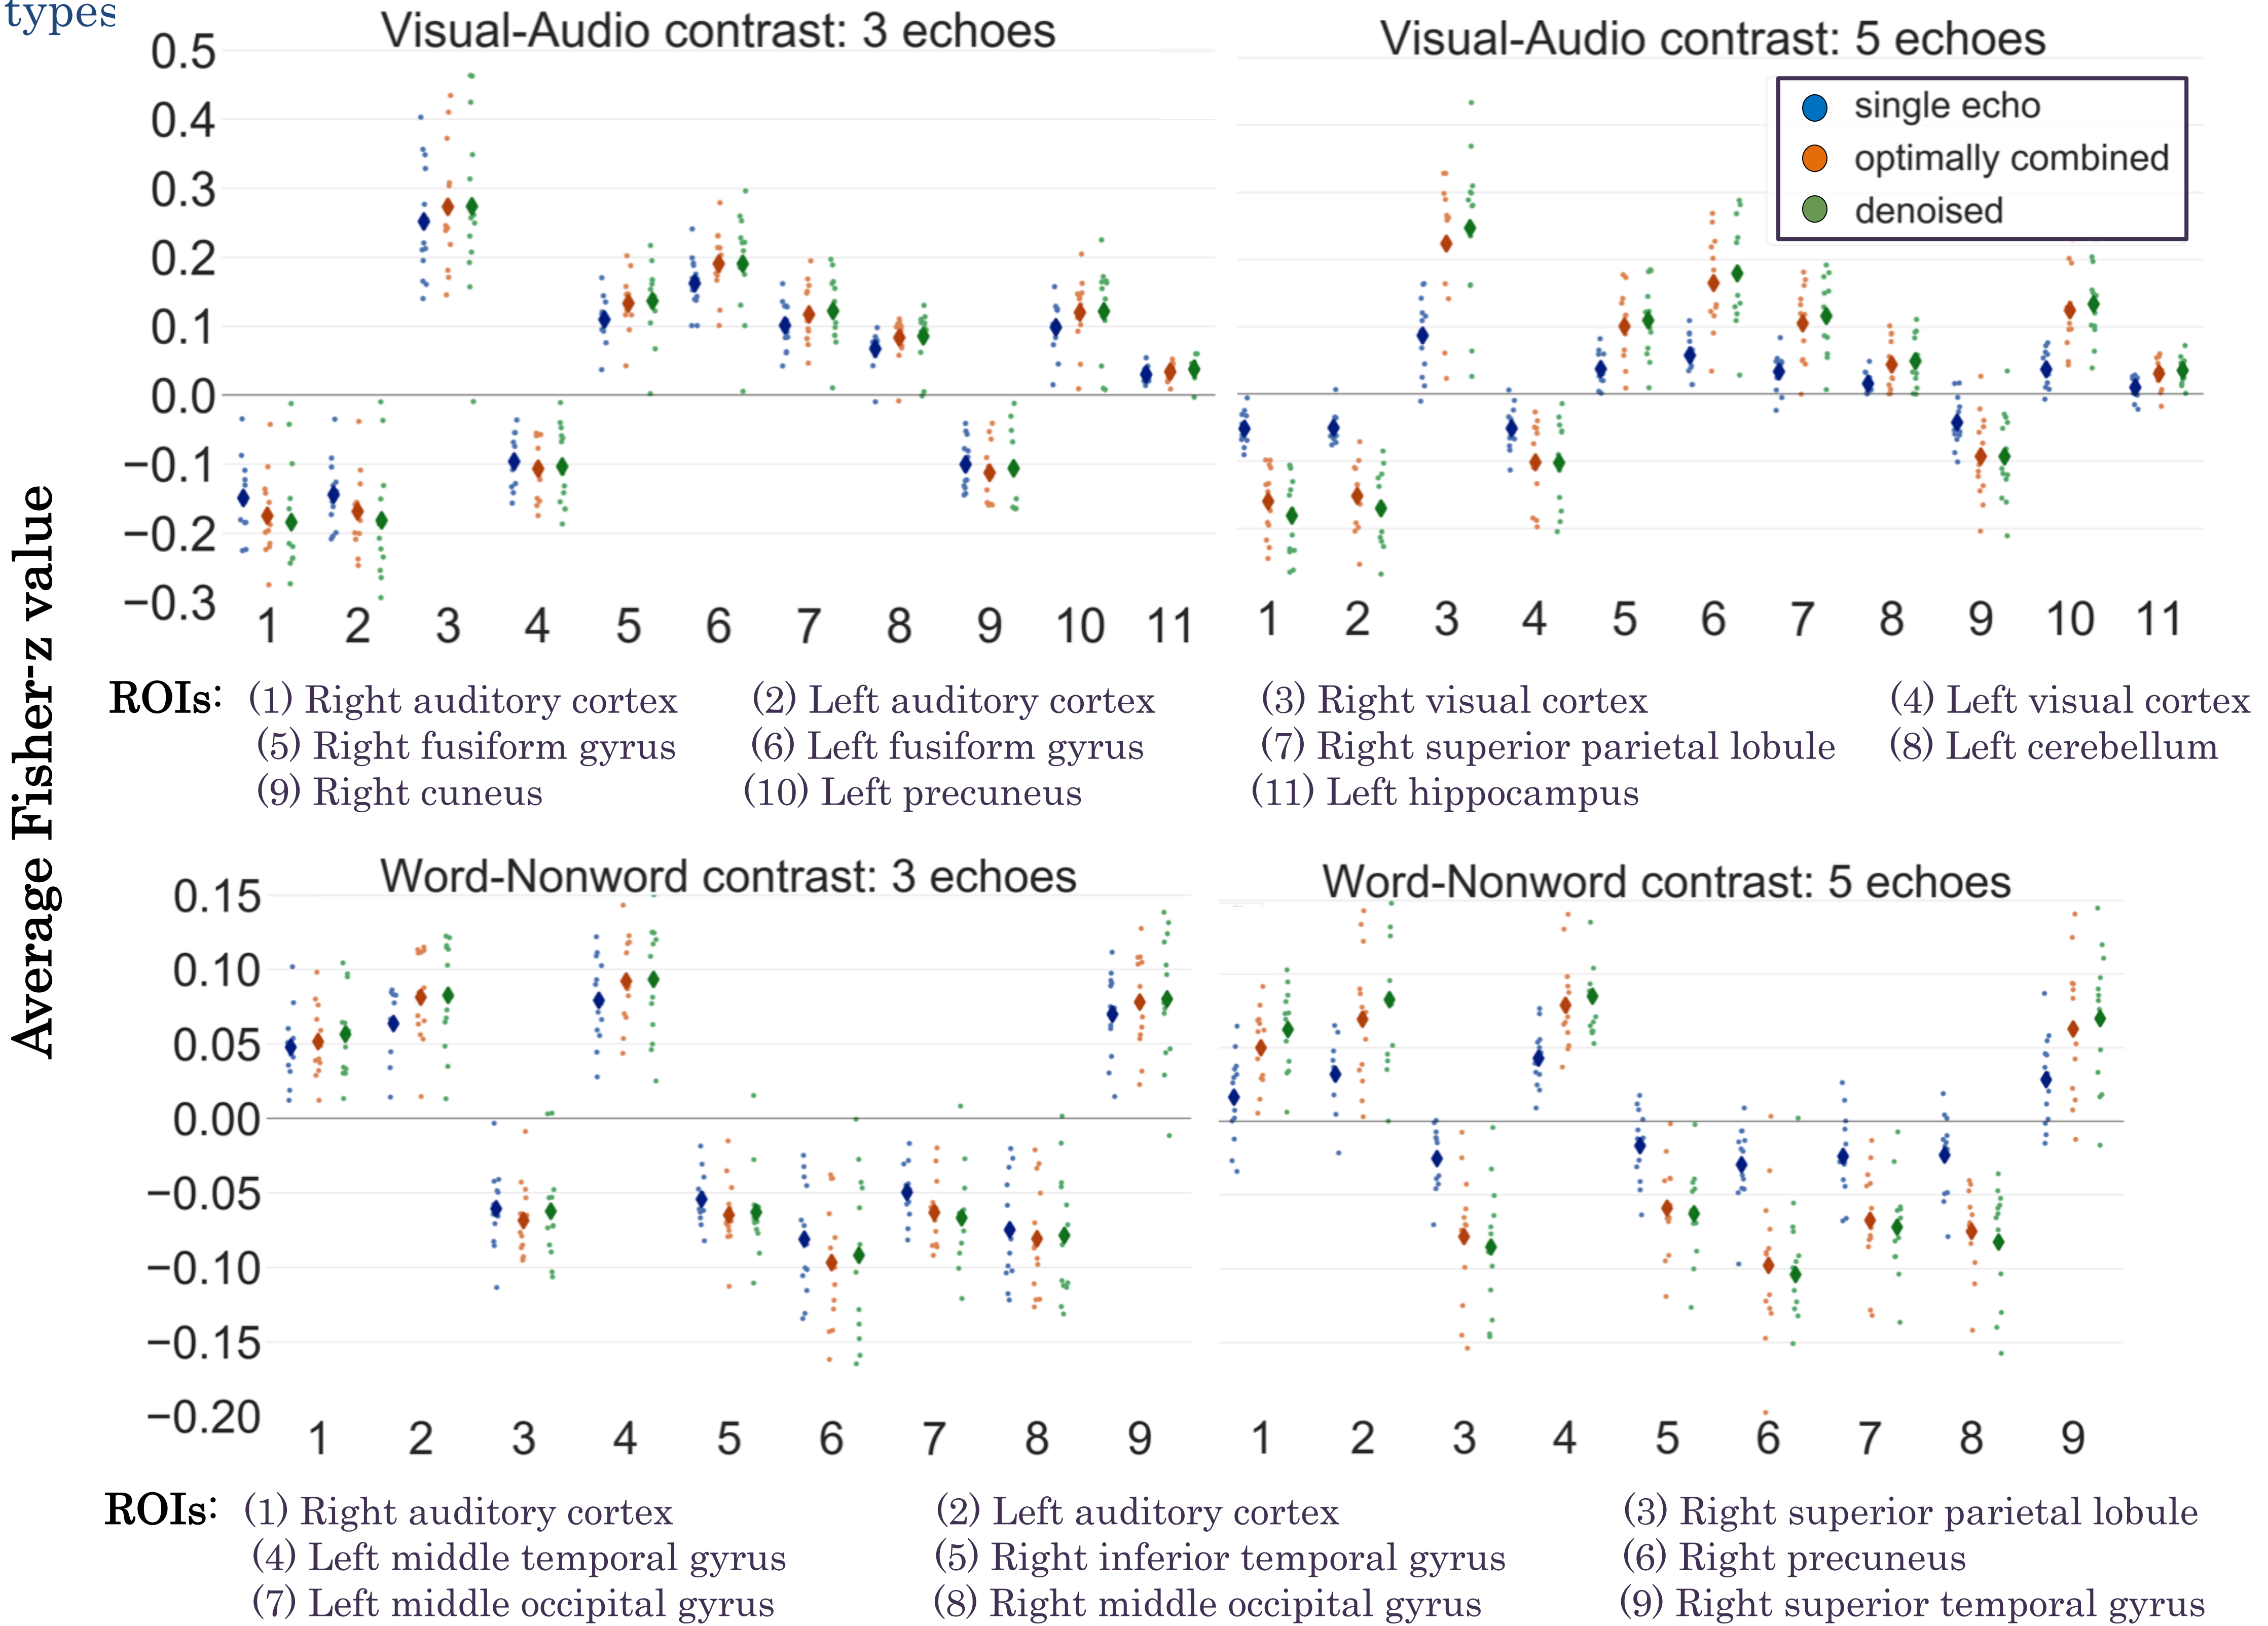 types
Visual-Audio contrast: 3 echoes
Visual-Audio contrast: 5 echoes
single echo
optimally combined
denoised
0.5
0.4
0.3
0.2
0.1
0.0
−0.1
−0.2
−0.3
1 2 3 4 5 6 7 8 9 10 11
1 2 3 4 5 6 7 8 9 10 11
Average Fisher-z value
ROIs: (1) Right auditory cortex (2) Left auditory cortex (3) Right visual cortex (4) Left visual cortex
(5) Right fusiform gyrus (6) Left fusiform gyrus (7) Right superior parietal lobule (8) Left cerebellum
(9) Right cuneus (10) Left precuneus (11) Left hippocampus
Word-Nonword contrast: 3 echoes
Word-Nonword contrast: 5 echoes
0.15
0.10
0.05
0.00
−0.05
−0.10
−0.15
−0.20
1 2 3 4 5 6 7 8 9
1 2 3 4 5 6 7 8 9
ROIs: (1) Right auditory cortex (2) Left auditory cortex (3) Right superior parietal lobule
(4) Left middle temporal gyrus (5) Right inferior temporal gyrus (6) Right precuneus
(7) Left middle occipital gyrus (8) Right middle occipital gyrus (9) Right superior temporal gyrus